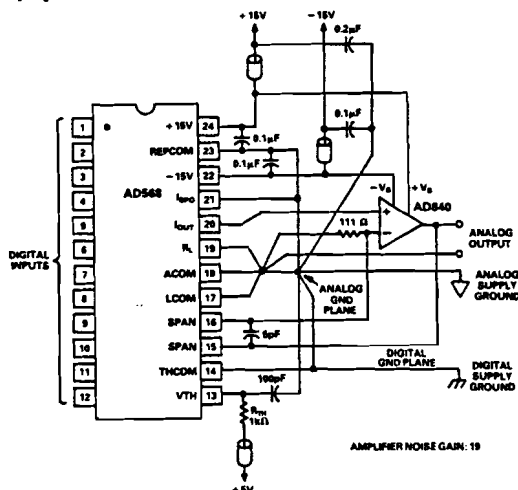 + 15V
− 15V
0.2µF
0.1µF
1
2
3
4
5
6
7
8
9
10
11
12
DIGITAL
INPUTS
AD568
+ 15V 24
REFCOM 23
− 15V 22
IBPO 21
IOUT 20
RL 19
ACOM 18
LCOM 17
SPAN 16
SPAN 15
THCOM 14
VTH 13
0.1µF
0.1µF
− VS
+ VS
AD840
111 Ω
ANALOG
OUTPUT
ANALOG
GND
PLANE
ANALOG
SUPPLY
GROUND
5pF
DIGITAL
GND PLANE
DIGITAL
SUPPLY
GROUND
100pF
RTH
1kΩ
+ 5V
AMPLIFIER NOISE GAIN: 19